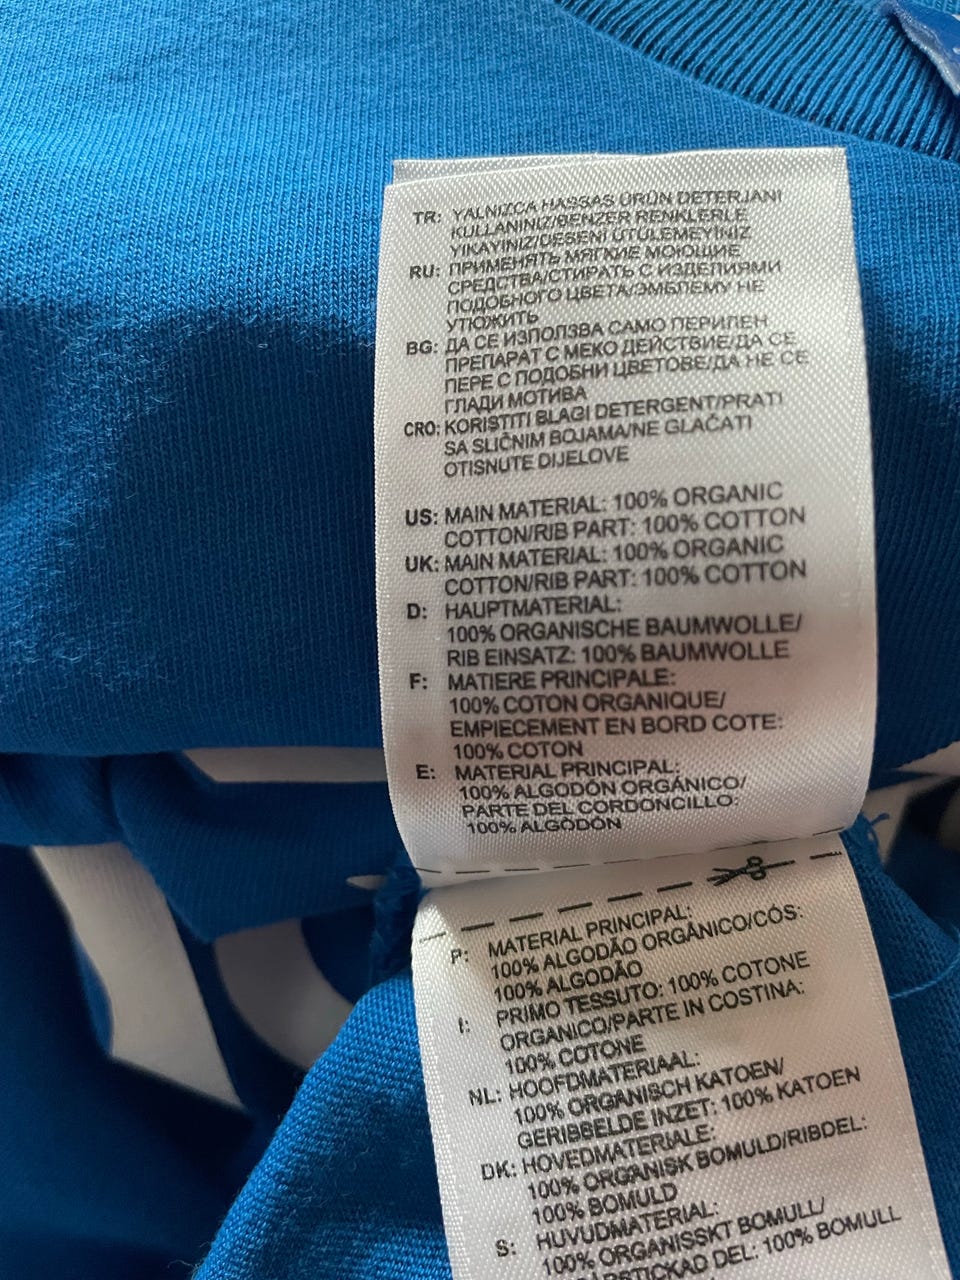 TR: YALNIZCA HASSAS ÜRÜN DETERJANI
KULLANINIZ/BENZER RENKLERLE
YIKAYINIZ/DESENİ ÜTÜLEMEYİNİZ
RU: ПРИМЕНЯТЬ МЯГКИЕ МОЮЩИЕ
СРЕДСТВА/СТИРАТЬ С ИЗДЕЛИЯМИ
ПОДОБНОГО ЦВЕТА/ЭМБЛЕМУ НЕ
УТЮЖИТЬ
BG: ДА СЕ ИЗПОЛЗВА САМО ПЕРИЛЕН
ПРЕПАРАТ С МЕКО ДЕЙСТВИЕ/ДА СЕ
ПЕРЕ С ПОДОБНИ ЦВЕТОВЕ/ДА НЕ СЕ
ГЛАДИ МОТИВА
CRO: KORISTITI BLAGI DETERGENT/PRATI
SA SLIČNIM BOJAMA/NE GLAČATI
OTISNUTE DIJELOVE
US: MAIN MATERIAL: 100% ORGANIC
COTTON/RIB PART: 100% COTTON
UK: MAIN MATERIAL: 100% ORGANIC
COTTON/RIB PART: 100% COTTON
D: HAUPTMATERIAL:
100% ORGANISCHE BAUMWOLLE/
RIB EINSATZ: 100% BAUMWOLLE
F: MATIERE PRINCIPALE:
100% COTON ORGANIQUE/
EMPIECEMENT EN BORD COTE:
100% COTON
E: MATERIAL PRINCIPAL:
100% ALGODÓN ORGÁNICO/
PARTE DEL CORDONCILLO:
100% ALGODÓN
P: MATERIAL PRINCIPAL:
100% ALGODÃO ORGÂNICO/CÓS:
100% ALGODÃO
I: PRIMO TESSUTO: 100% COTONE
ORGANICO/PARTE IN COSTINA:
100% COTONE
NL: HOOFDMATERIAAL:
100% ORGANISCH KATOEN/
GERIBBELDE INZET: 100% KATOEN
DK: HOVEDMATERIALE:
100% ORGANISK BOMULD/RIBDEL:
100% BOMULD
S: HUVUDMATERIAL:
100% ORGANISSKT BOMULL/
DEL: 100% BOMULL